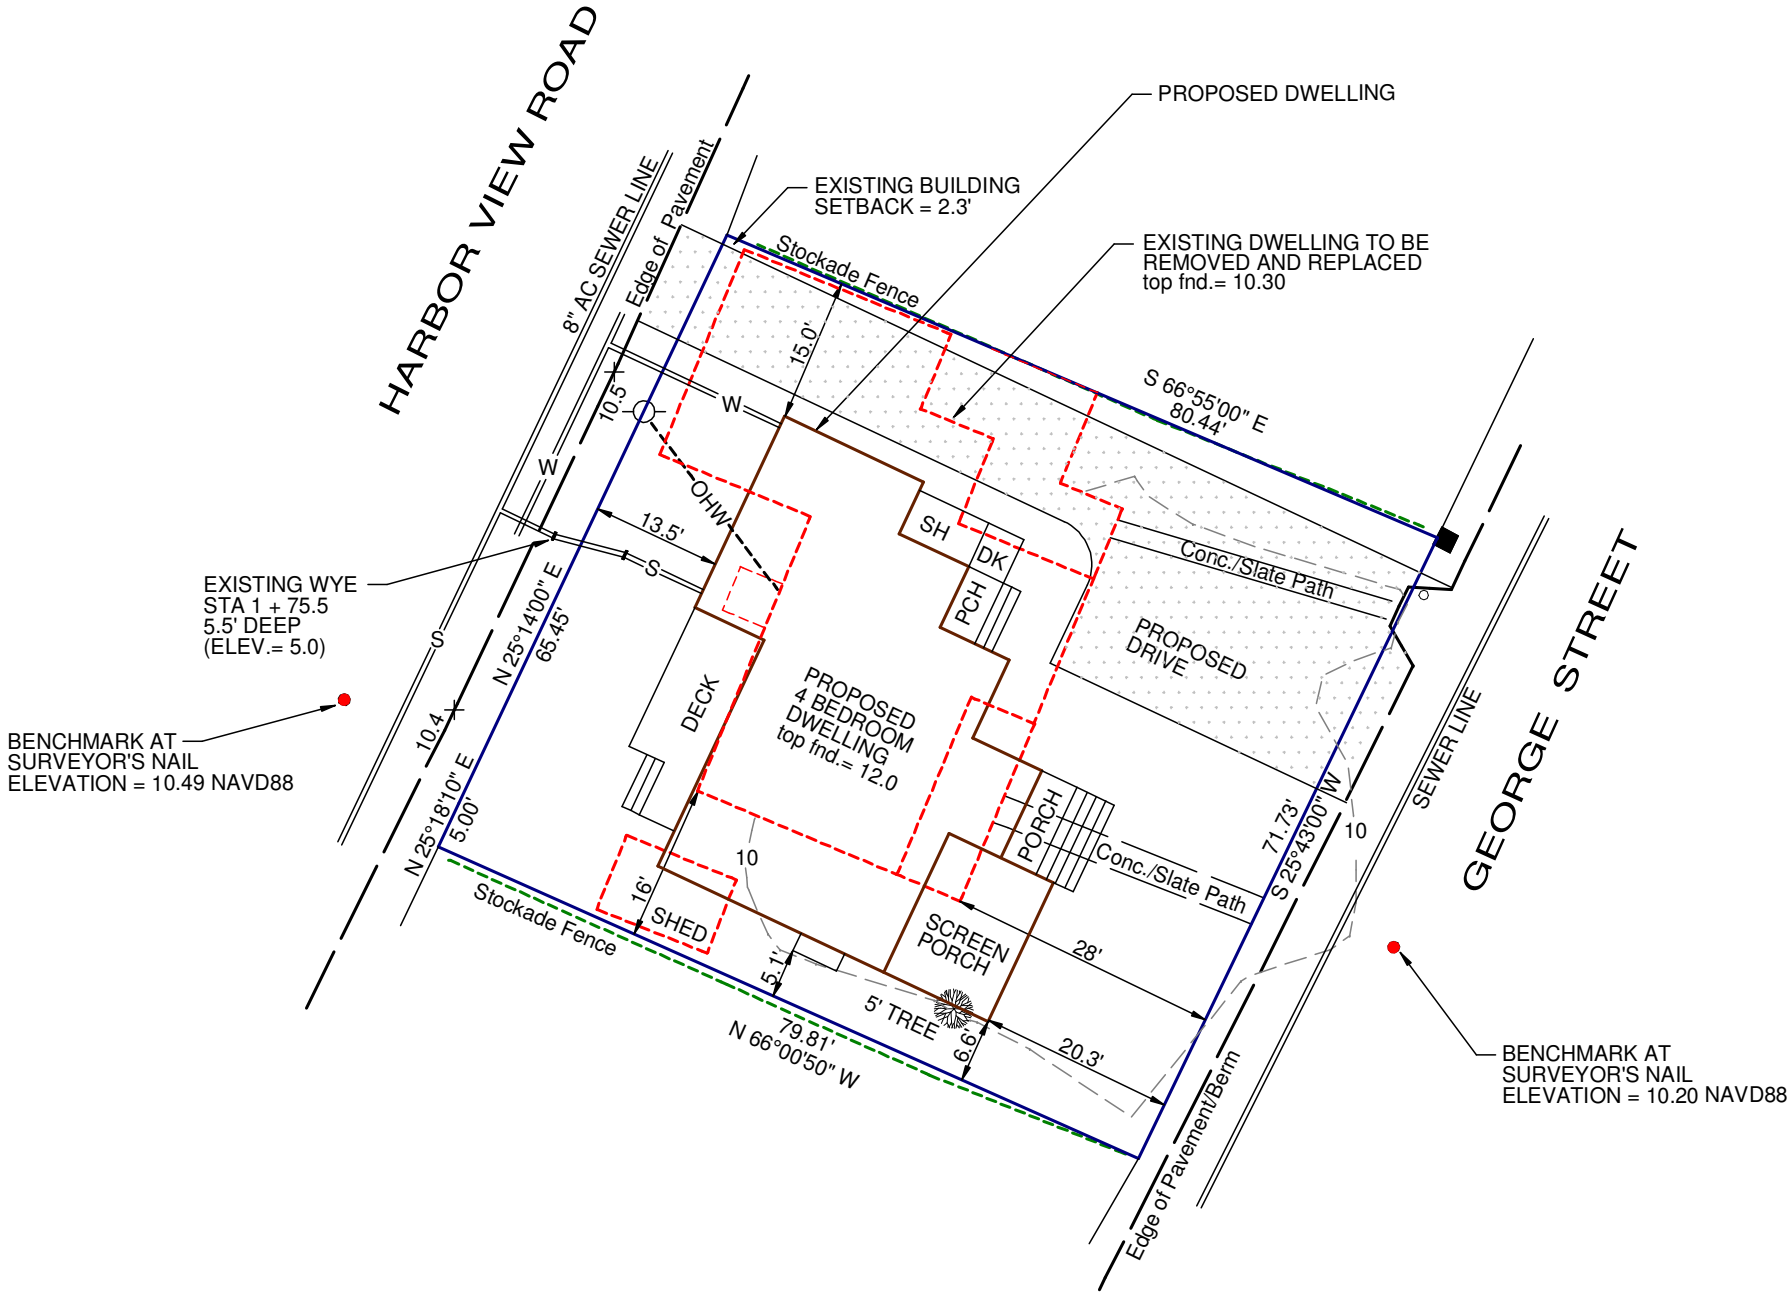 HARBOR VIEW ROAD
8" AC SEWER LINE
Edge of Pavement
PROPOSED DWELLING
EXISTING BUILDING
SETBACK = 2.3'
EXISTING DWELLING TO BE
REMOVED AND REPLACED
top fnd.= 10.30
Stockade Fence
15.0'
S 66°55'00" E
80.44'
10.5
W
W
OHW
13.5'
S
SH
DK
PCH
Conc./Slate Path
PROPOSED
DRIVE
EXISTING WYE
STA 1 + 75.5
5.5' DEEP
(ELEV.= 5.0)
S
N 25°14'00" E
65.45'
DECK
PROPOSED
4 BEDROOM
DWELLING
top fnd.= 12.0
GEORGE STREET
SEWER LINE
BENCHMARK AT
SURVEYOR'S NAIL
ELEVATION = 10.49 NAVD88
10.4
N 25°18'10" E
5.00'
PORCH
Conc./Slate Path
71.73'
S 25°43'00" W
10
10
Stockade Fence
16'
SHED
SCREEN
PORCH
28'
5.1'
5' TREE
6.6'
20.3'
79.81'
N 66°00'50" W
Edge of Pavement/Berm
BENCHMARK AT
SURVEYOR'S NAIL
ELEVATION = 10.20 NAVD88